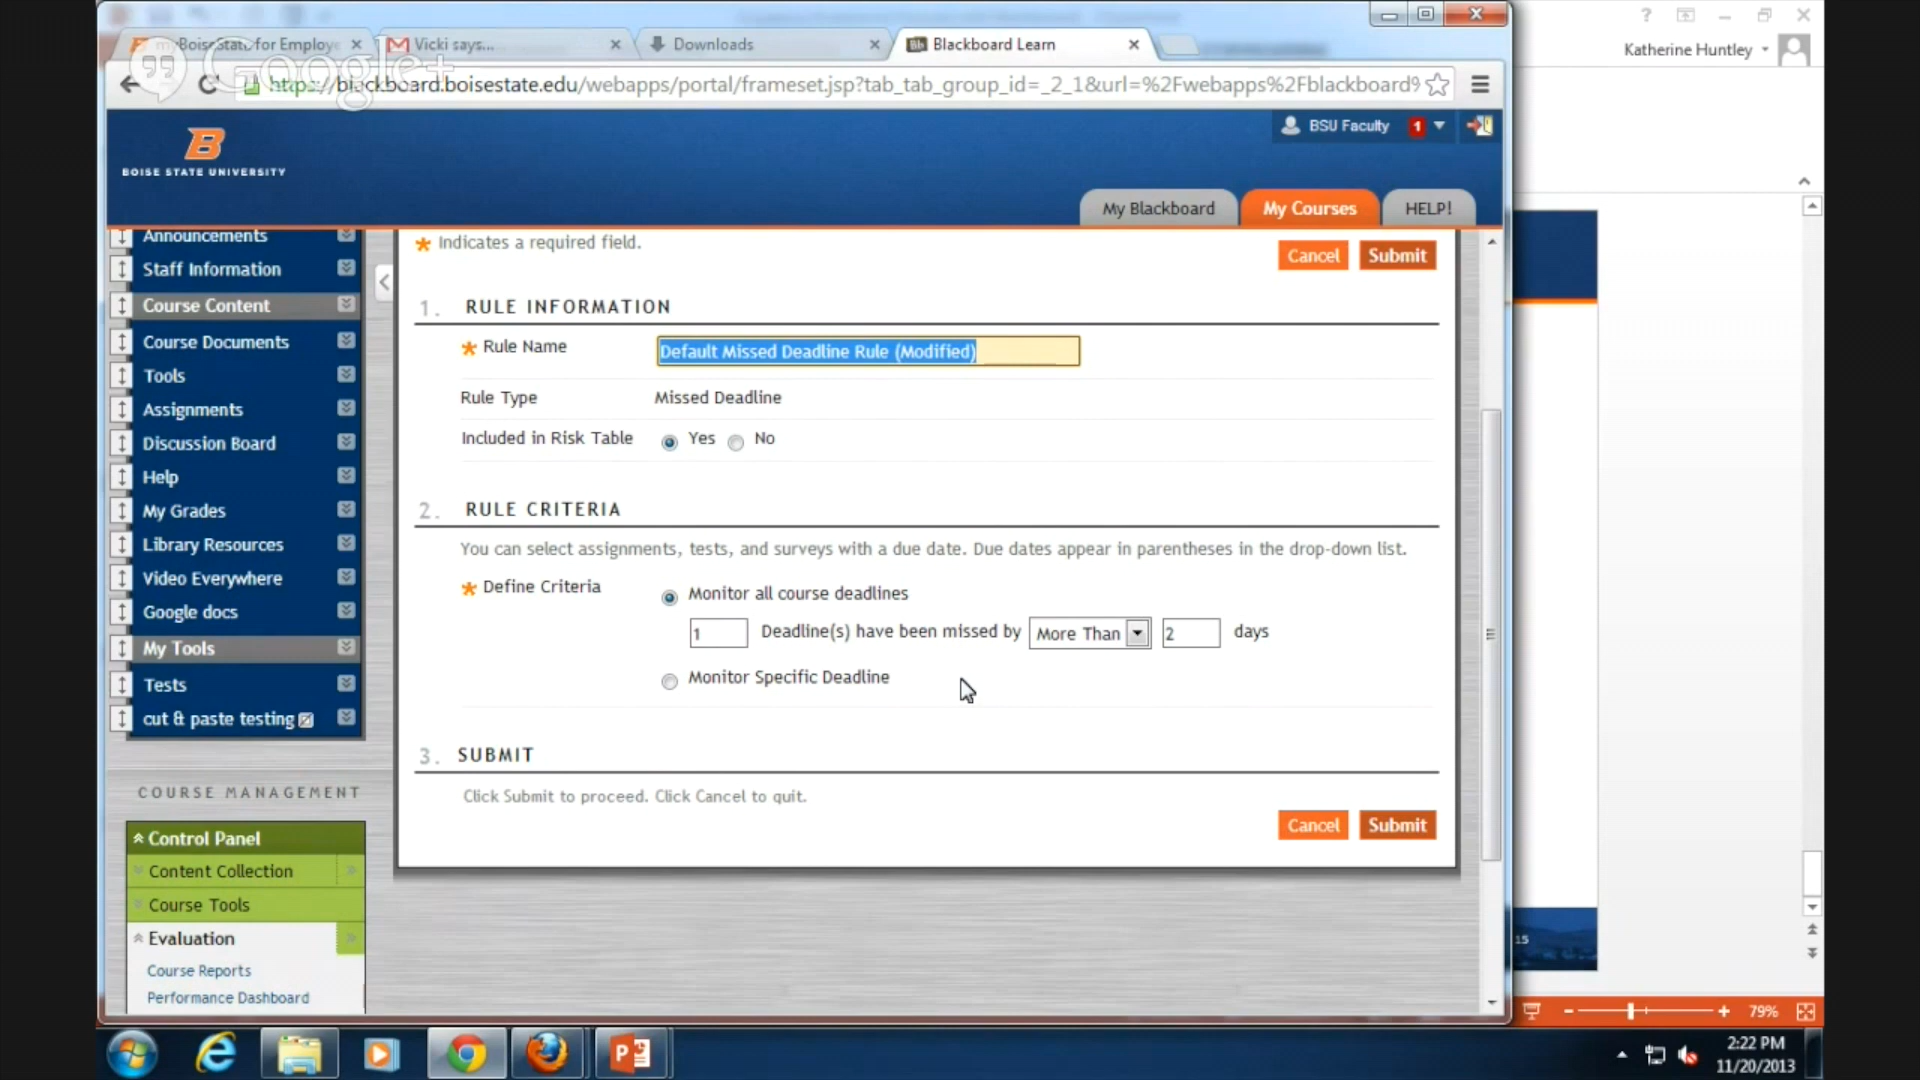 myBoiseState for Employe
Vicki says...
Downloads
Blackboard Learn
Google+
https://blackboard.boisestate.edu/webapps/portal/frameset.jsp?tab_tab_group_id=_2_1&url=%2Fwebapps%2Fblackboard%
Katherine Huntley
BSU Faculty 1
B
BOISE STATE UNIVERSITY
My Blackboard
My Courses
HELP!
Announcements
Staff Information
Course Content
Course Documents
Tools
Assignments
Discussion Board
Help
My Grades
Library Resources
Video Everywhere
Google docs
My Tools
Tests
cut & paste testing
COURSE MANAGEMENT
Control Panel
Content Collection
Course Tools
Evaluation
Course Reports
Performance Dashboard
Indicates a required field.
Cancel Submit
1. RULE INFORMATION
Rule Name Default Missed Deadline Rule (Modified)
Rule Type Missed Deadline
Included in Risk Table Yes No
2. RULE CRITERIA
You can select assignments, tests, and surveys with a due date. Due dates appear in parentheses in the drop-down list.
Define Criteria Monitor all course deadlines
1 Deadline(s) have been missed by More Than 2 days
Monitor Specific Deadline
3. SUBMIT
Click Submit to proceed. Click Cancel to quit.
Cancel Submit
15
79%
2:22 PM
11/20/2013